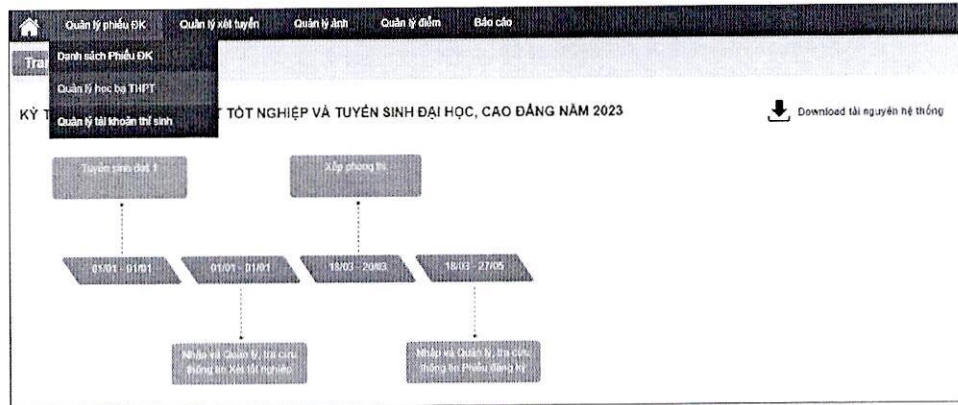 Quản lý phiếu ĐK Quản lý xét tuyển Quản lý ảnh Quản lý điểm Báo cáo
Danh sách Phiếu ĐK
Tran
Quản lý học bạ THPT
KỲ T T TỐT NGHIỆP VÀ TUYỂN SINH ĐẠI HỌC, CAO ĐẲNG NĂM 2023
Download tài nguyên hệ thống
Quản lý tài khoản thí sinh
Tuyển sinh đợt 1
Xếp phòng thi
01/01 - 01/01 01/01 - 01/01 18/03 - 20/03 18/03 - 27/05
Nhập và Quản lý, tra cứu
thông tin Xét tốt nghiệp
Nhập và Quản lý, tra cứu
thông tin Phiếu đăng ký